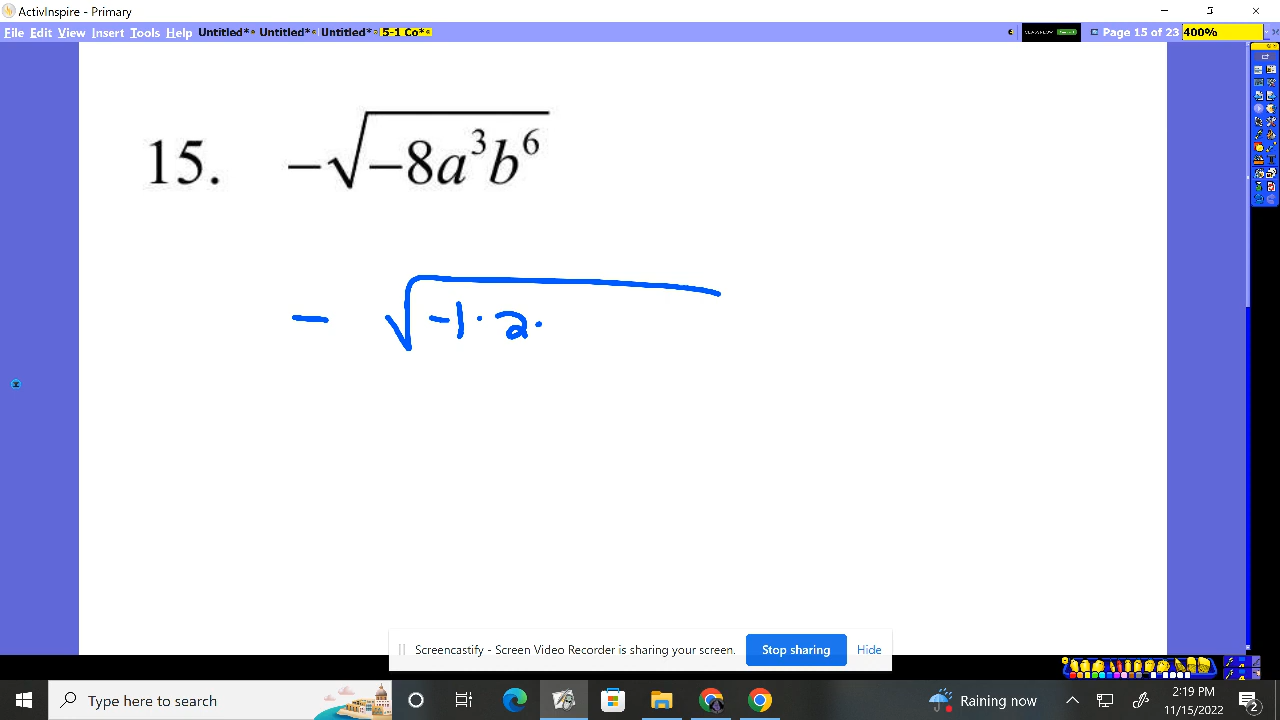 ActivInspire - Primary
File Edit View Insert Tools Help Untitled* Untitled* Untitled* 5-1 Co* Page 15 of 23 400%
15. −√−8a³b⁶
− √−1 · 2 ·
Screencastify - Screen Video Recorder is sharing your screen. Stop sharing Hide
Type here to search
Raining now
2:19 PM
11/15/2022
2